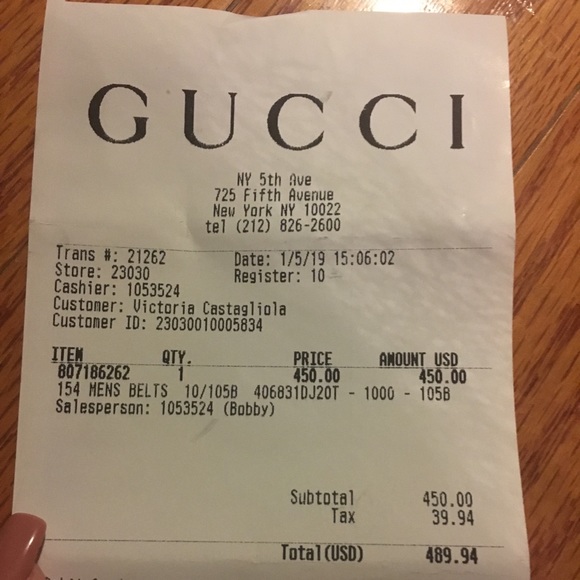 GUCCI
NY 5th Ave
725 Fifth Avenue
New York NY 10022
tel (212) 826-2600
Trans #: 21262 Date: 1/5/19 15:06:02
Store: 23030 Register: 10
Cashier: 1053524
Customer: Victoria Castagliola
Customer ID: 23030010005834
ITEM QTY. PRICE AMOUNT USD
807186262 1 450.00 450.00
154 MENS BELTS 10/105B 406831DJ20T - 1000 - 105B
Salesperson: 1053524 (Bobby)
Subtotal 450.00
Tax 39.94
Total(USD) 489.94